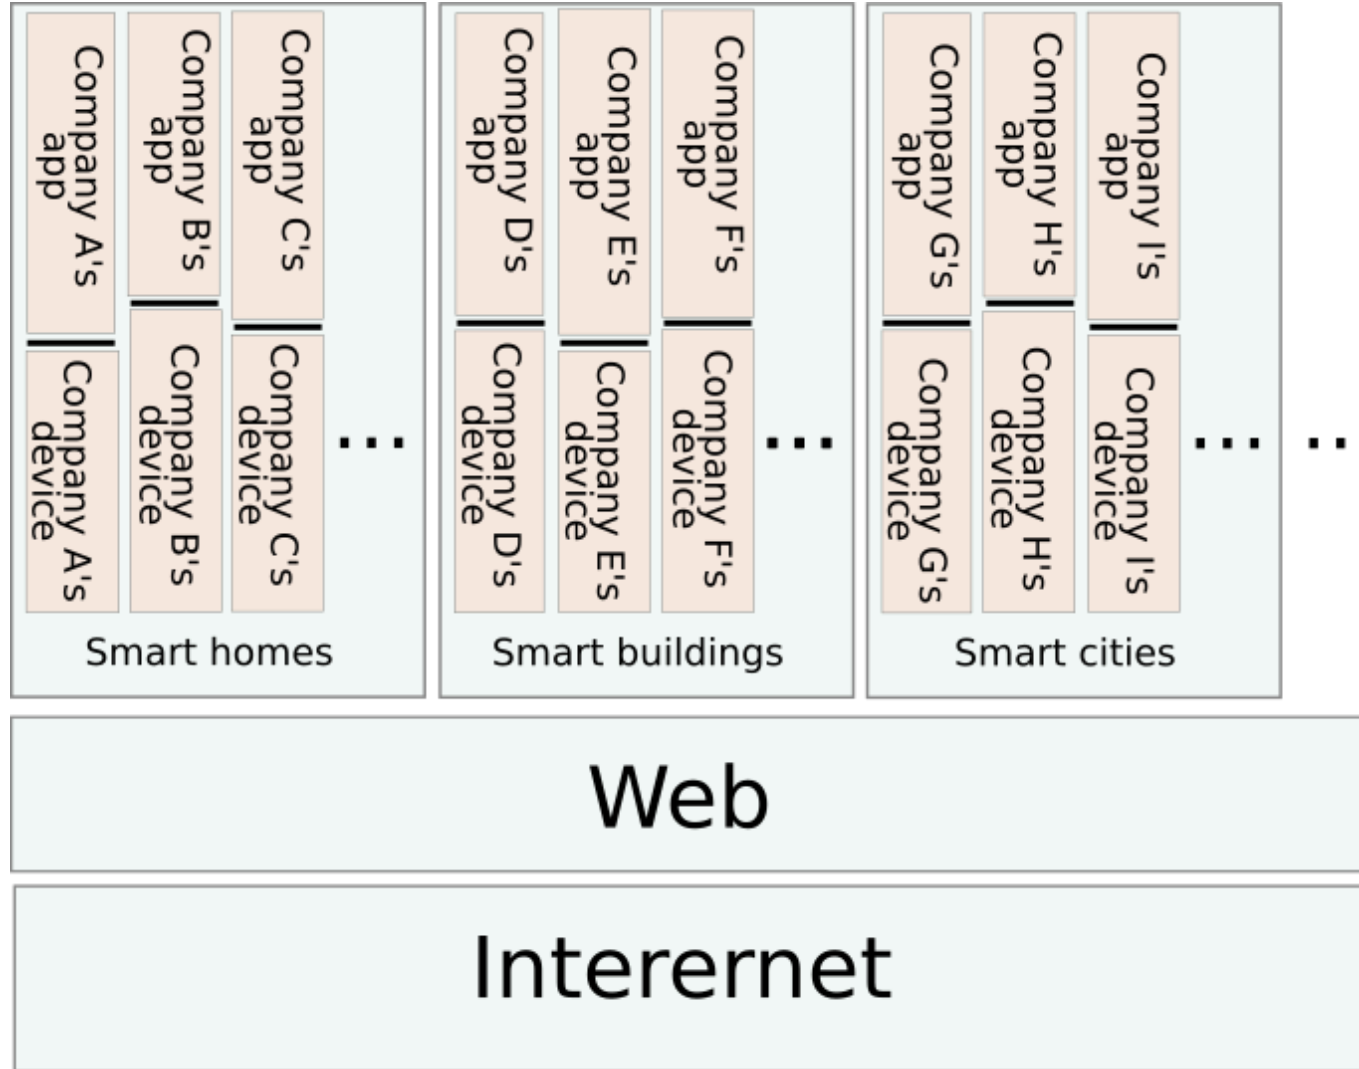 Company A's
app
Company B's
app
Company C's
app
Company A's
device
Company B's
device
Company C's
device
...
Smart homes
Company D's
app
Company E's
app
Company F's
app
Company D's
device
Company E's
device
Company F's
device
...
Smart buildings
Company G's
app
Company H's
app
Company I's
app
Company G's
device
Company H's
device
Company I's
device
...
Smart cities
..
Web
Interernet